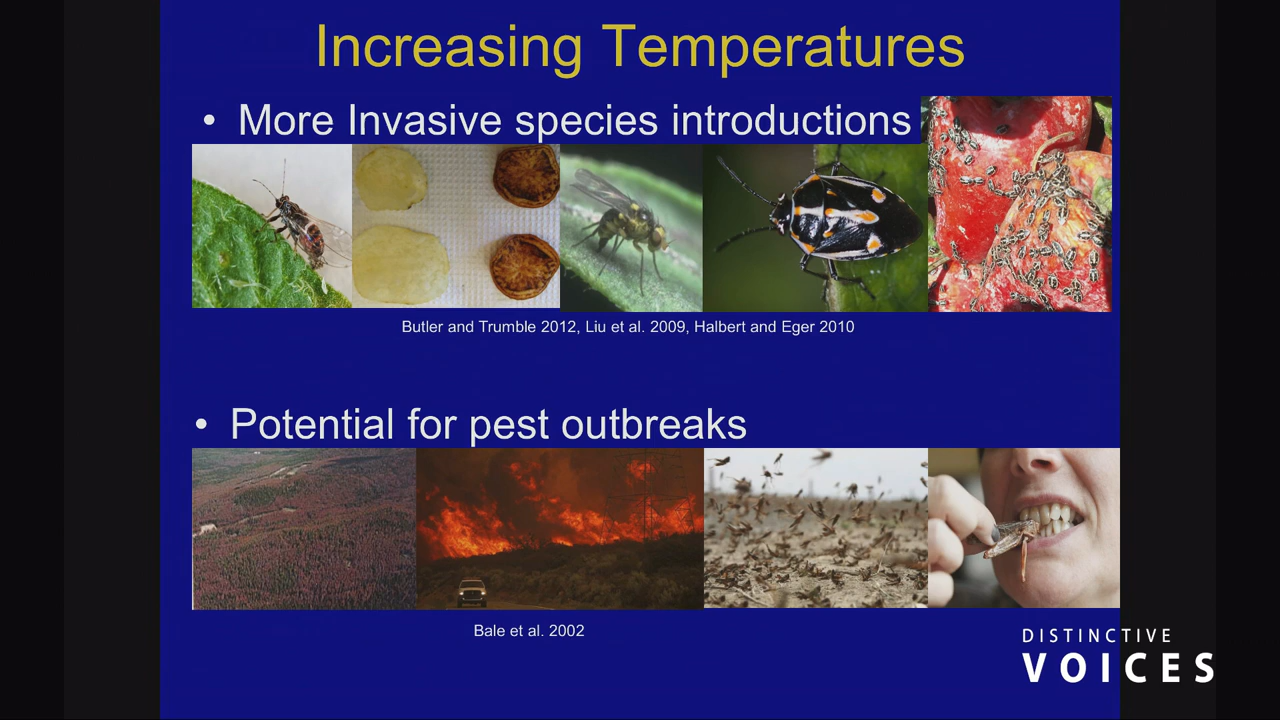 Increasing Temperatures
• More Invasive species introductions
Butler and Trumble 2012, Liu et al. 2009, Halbert and Eger 2010
• Potential for pest outbreaks
Bale et al. 2002
DISTINCTIVE
VOICES